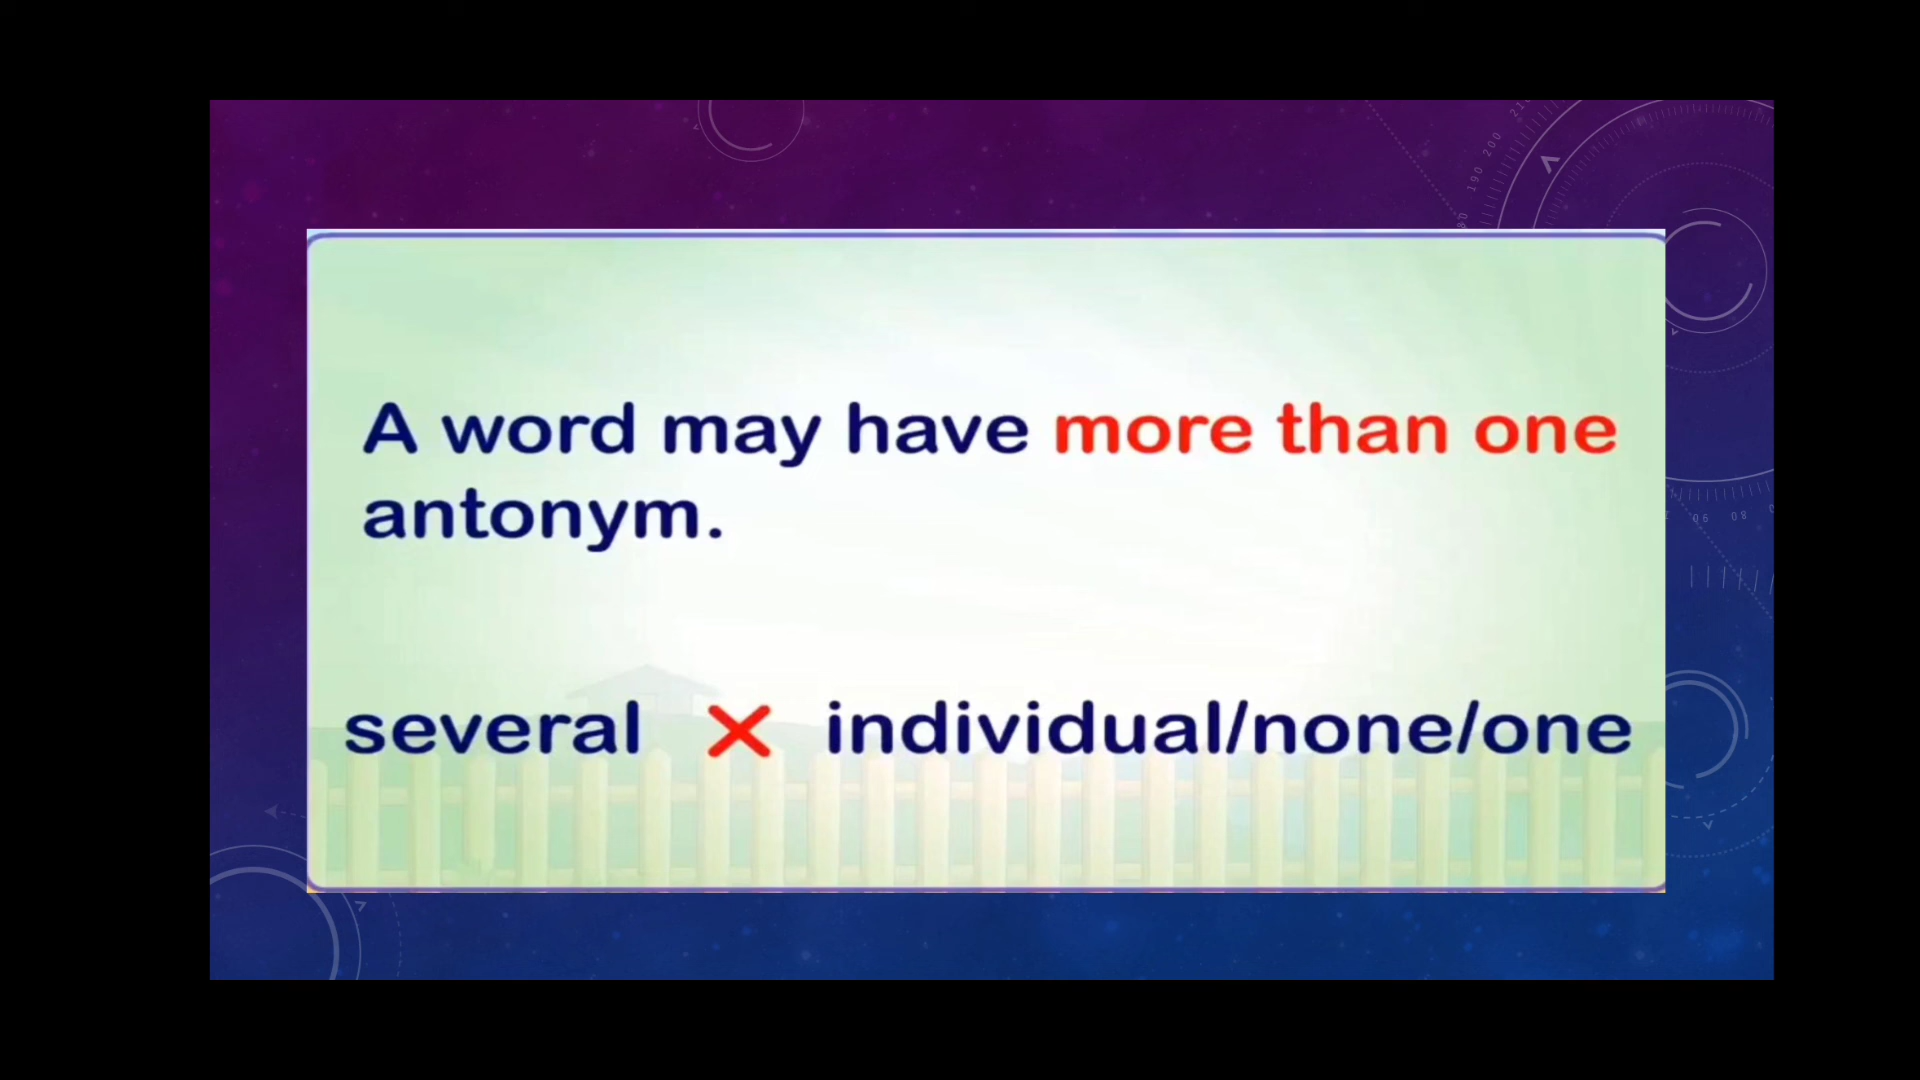 A word may have more than one
antonym.
several × individual/none/one